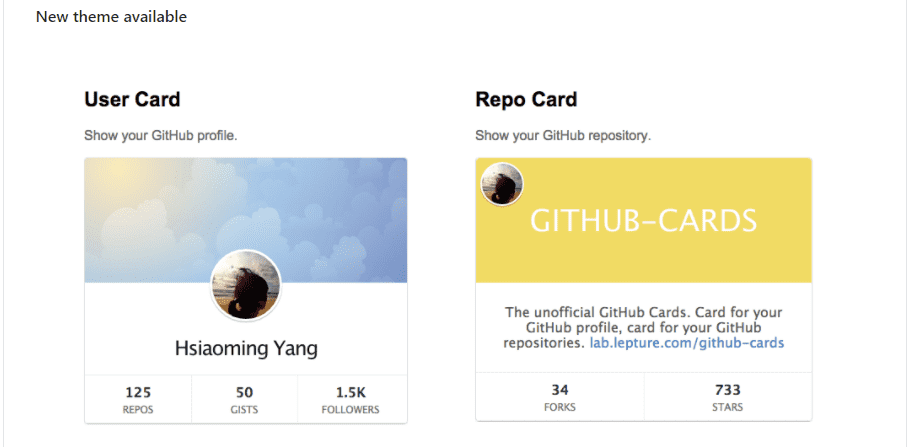 New theme available
User Card
Show your GitHub profile.
Hsiaoming Yang
125
REPOS
50
GISTS
1.5K
FOLLOWERS
Repo Card
Show your GitHub repository.
GITHUB-CARDS
The unofficial GitHub Cards. Card for your
GitHub profile, card for your GitHub
repositories. lab.lepture.com/github-cards
34
FORKS
733
STARS